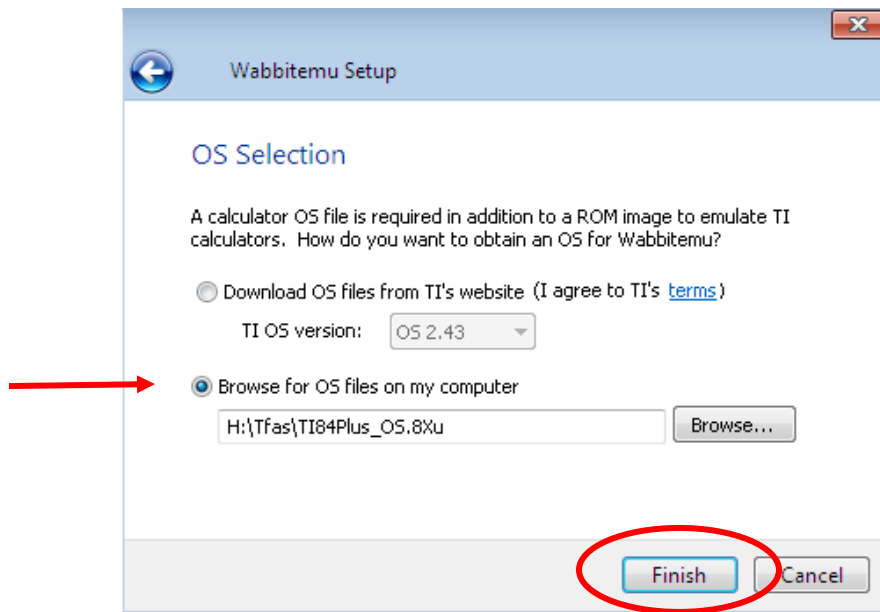 Wabbitemu Setup
OS Selection
A calculator OS file is required in addition to a ROM image to emulate TI
calculators.  How do you want to obtain an OS for Wabbitemu?
Download OS files from TI's website (I agree to TI's terms)
TI OS version: OS 2.43
Browse for OS files on my computer
H:\Tfas\TI84Plus_OS.8Xu Browse...
Finish Cancel